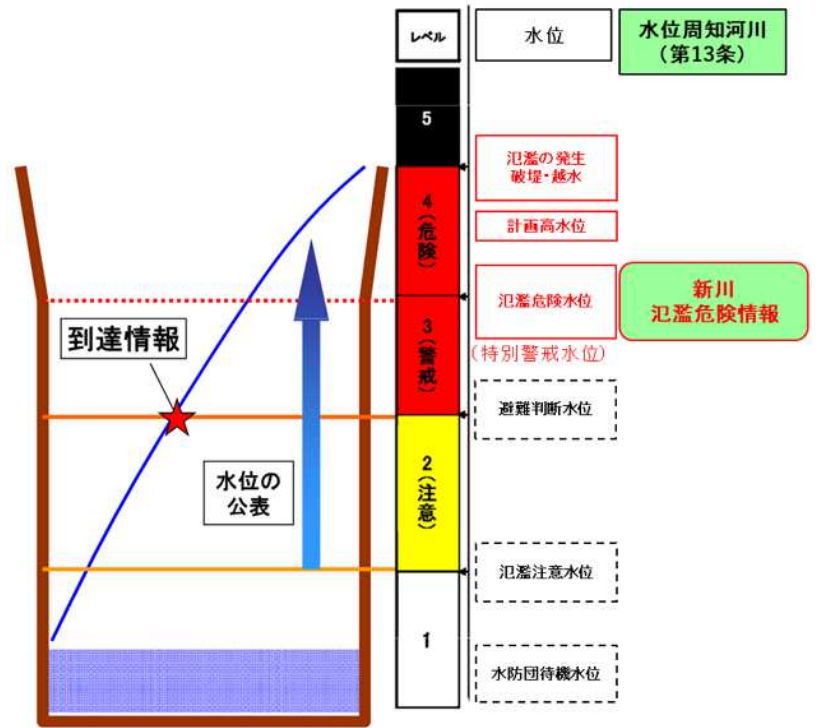 レベル
水位
水位周知河川
（第13条）
5
氾濫の発生
破堤・越水
4（危険）
計画高水位
氾濫危険水位
新川
氾濫危険情報
（特別警戒水位）
到達情報
3（警戒）
避難判断水位
水位の
公表
2（注意）
氾濫注意水位
1
水防団待機水位